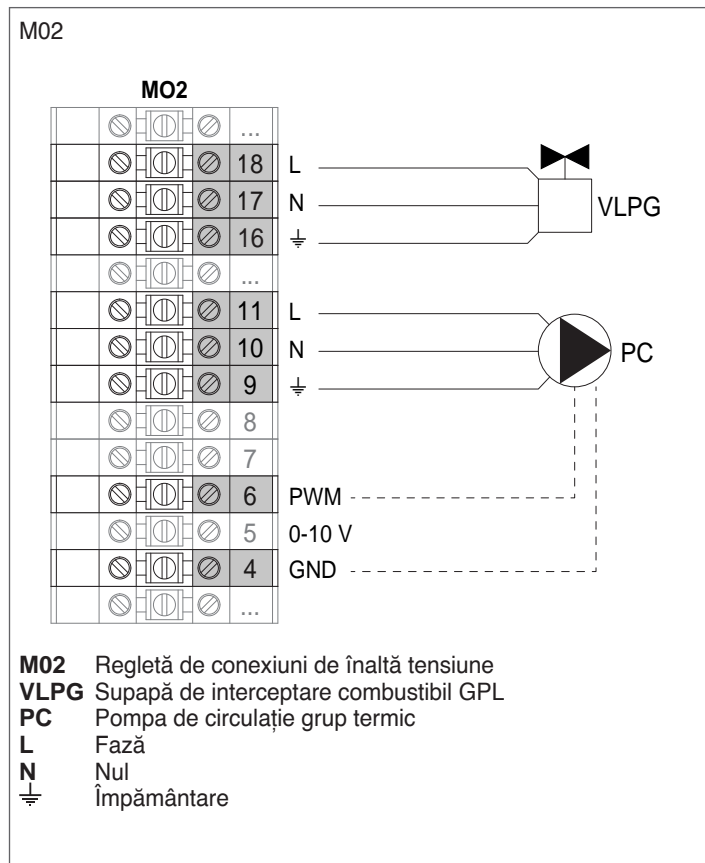 M02
MO2
...
18 L
17 N VLPG
16
...
11 L
10 N PC
9
8
7
6 PWM
5 0-10 V
4 GND
...
M02 Regletă de conexiuni de înaltă tensiune
VLPG Supapă de interceptare combustibil GPL
PC Pompa de circulație grup termic
L Fază
N Nul
⏚ Împământare